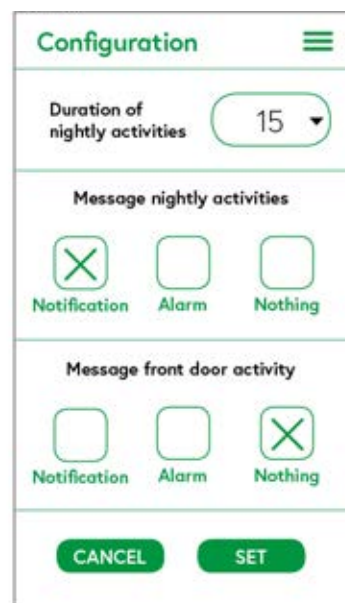 Configuration
Duration of
nightly activities
15
Message nightly activities
Notification Alarm Nothing
Message front door activity
Notification Alarm Nothing
CANCEL SET